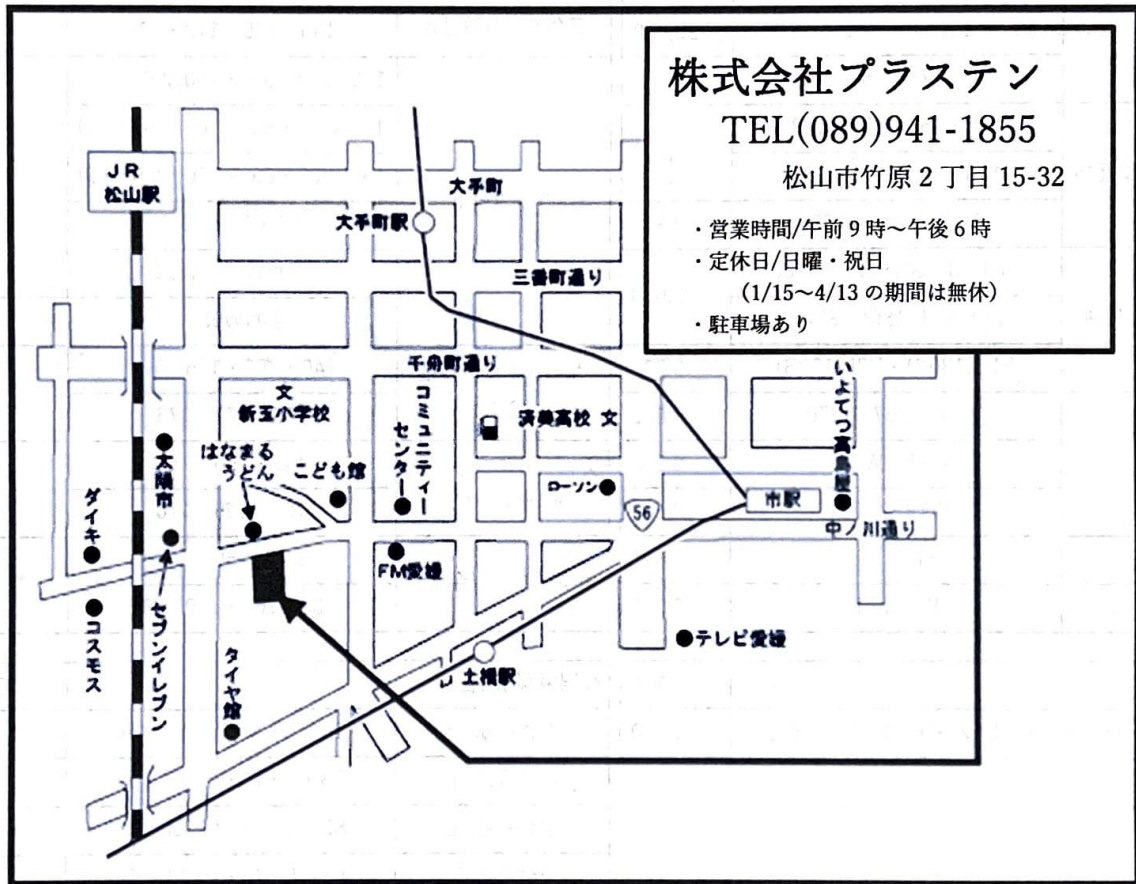 株式会社プラステン
TEL(089)941-1855
松山市竹原2丁目15-32
・営業時間/午前9時～午後6時
・定休日/日曜・祝日
(1/15～4/13の期間は無休)
・駐車場あり
JR
松山駅
大手町
大手町駅
三番町通り
千舟町通り
文
新玉小学校
コミュニティー
センター
済美高校 文
いよてつ高島屋
はなまる
うどん
こども館
太陽市
ダイキ
ローソン
56
市駅
中ノ川通り
FM愛媛
コスモス
セブンイレブン
タイヤ館
土橋駅
テレビ愛媛